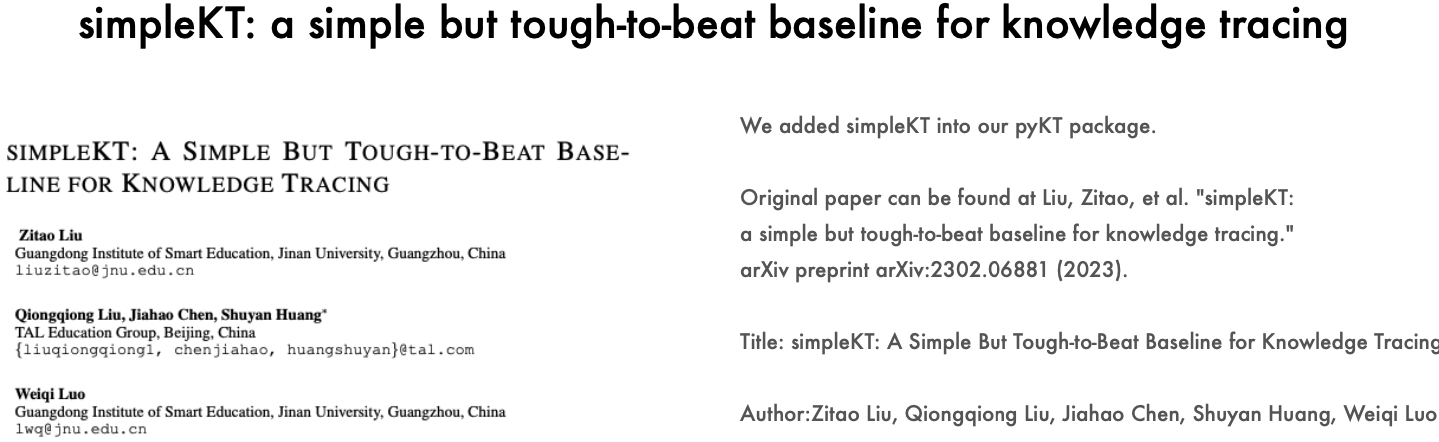 simpleKT: a simple but tough-to-beat baseline for knowledge tracing
SIMPLEKT: A SIMPLE BUT TOUGH-TO-BEAT BASE-
LINE FOR KNOWLEDGE TRACING
Zitao Liu
Guangdong Institute of Smart Education, Jinan University, Guangzhou, China
liuzitao@jnu.edu.cn
Qiongqiong Liu, Jiahao Chen, Shuyan Huang*
TAL Education Group, Beijing, China
{liuqiongqiong1, chenjiahao, huangshuyan}@tal.com
Weiqi Luo
Guangdong Institute of Smart Education, Jinan University, Guangzhou, China
lwq@jnu.edu.cn
We added simpleKT into our pyKT package.
Original paper can be found at Liu, Zitao, et al. "simpleKT:
a simple but tough-to-beat baseline for knowledge tracing."
arXiv preprint arXiv:2302.06881 (2023).
Title: simpleKT: A Simple But Tough-to-Beat Baseline for Knowledge Tracing
Author:Zitao Liu, Qiongqiong Liu, Jiahao Chen, Shuyan Huang, Weiqi Luo